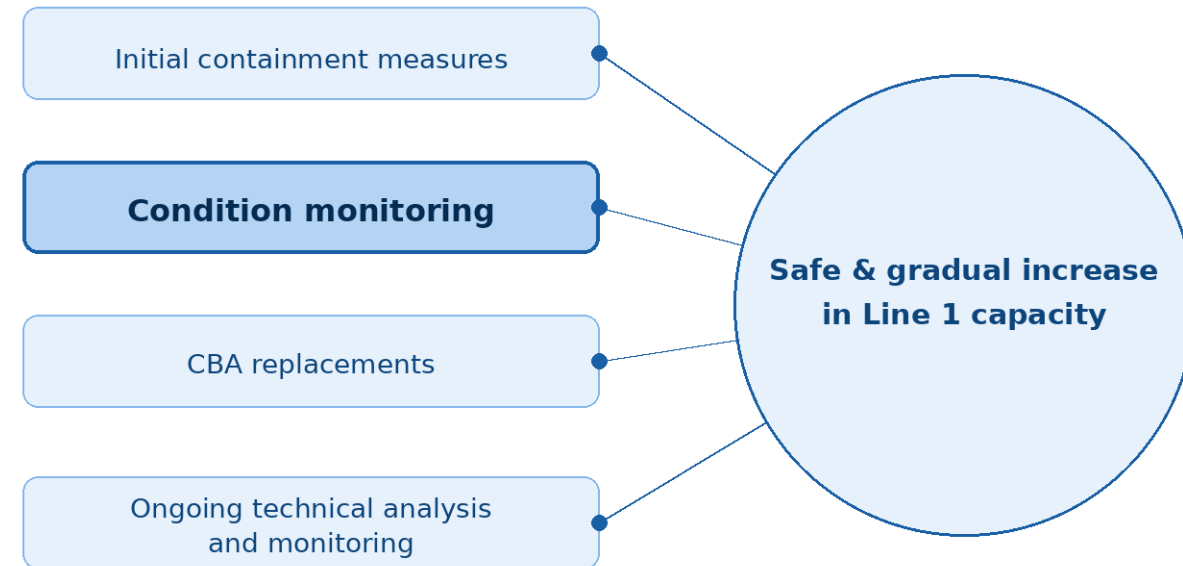 Initial containment measures
Condition monitoring
CBA replacements
Ongoing technical analysis
and monitoring
Safe & gradual increase
in Line 1 capacity